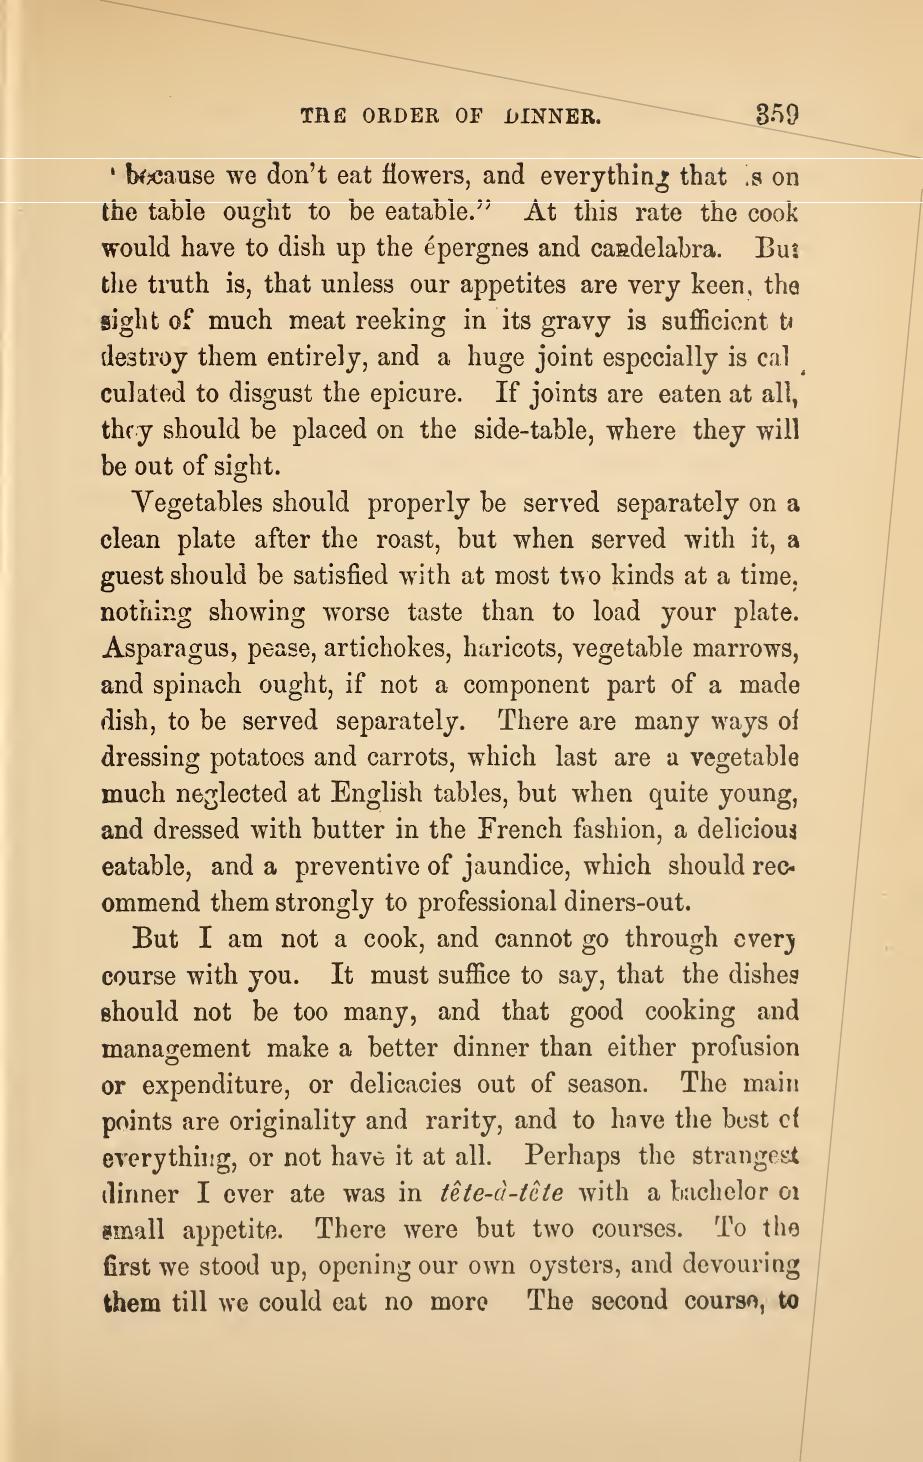 THE ORDER OF DINNER. 359
" because we don't eat flowers, and everything that is on
the table ought to be eatable." At this rate the cook
would have to dish up the épergnes and candelabra. But
the truth is, that unless our appetites are very keen, the
sight of much meat reeking in its gravy is sufficient to
destroy them entirely, and a huge joint especially is cal
culated to disgust the epicure. If joints are eaten at all,
they should be placed on the side-table, where they will
be out of sight.
Vegetables should properly be served separately on a
clean plate after the roast, but when served with it, a
guest should be satisfied with at most two kinds at a time,
nothing showing worse taste than to load your plate.
Asparagus, pease, artichokes, haricots, vegetable marrows,
and spinach ought, if not a component part of a made
dish, to be served separately. There are many ways of
dressing potatoes and carrots, which last are a vegetable
much neglected at English tables, but when quite young,
and dressed with butter in the French fashion, a delicious
eatable, and a preventive of jaundice, which should rec-
ommend them strongly to professional diners-out.
But I am not a cook, and cannot go through every
course with you. It must suffice to say, that the dishes
should not be too many, and that good cooking and
management make a better dinner than either profusion
or expenditure, or delicacies out of season. The main
points are originality and rarity, and to have the best of
everything, or not have it at all. Perhaps the strangest
dinner I ever ate was in tête-à-tête with a bachelor of
small appetite. There were but two courses. To the
first we stood up, opening our own oysters, and devouring
them till we could eat no more The second course, to